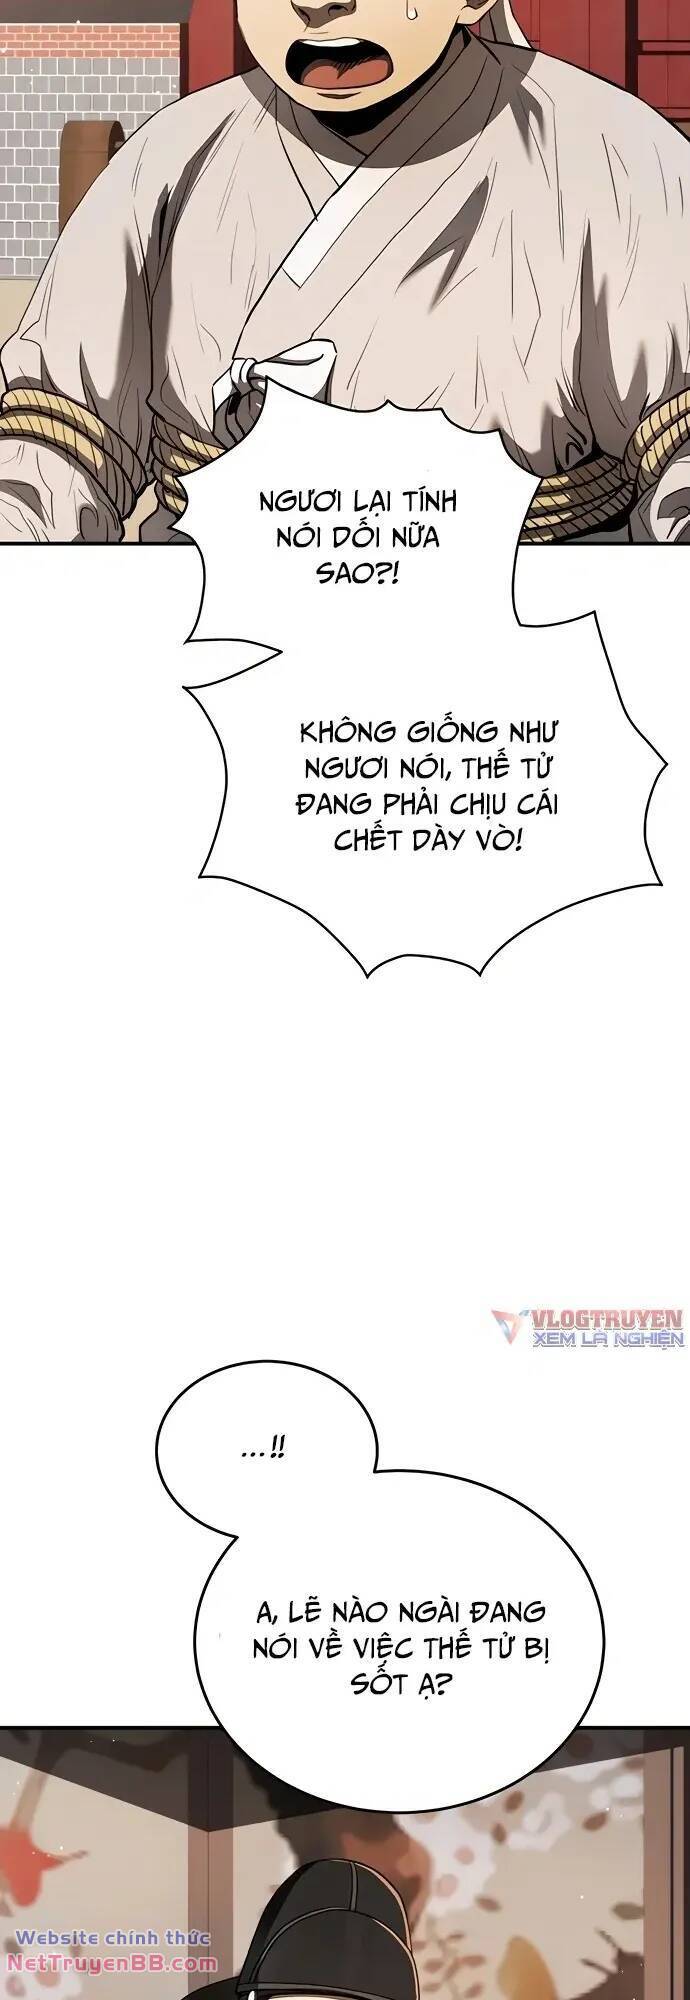 NGƯƠI LẠI TÍNH
NÓI DỐI NỮA
SAO?!
KHÔNG GIỐNG NHƯ
NGƯƠI NÓI, THẾ TỬ
ĐANG PHẢI CHỊU CÁI
CHẾT DÀY VÒ!
VLOGTRUYEN
XEM LÀ NGHIỆN
...!!
A, LẼ NÀO NGÀI ĐANG
NÓI VỀ VIỆC THẾ TỬ BỊ
SỐT Ạ?
Website chính thức
NetTruyenBB.com